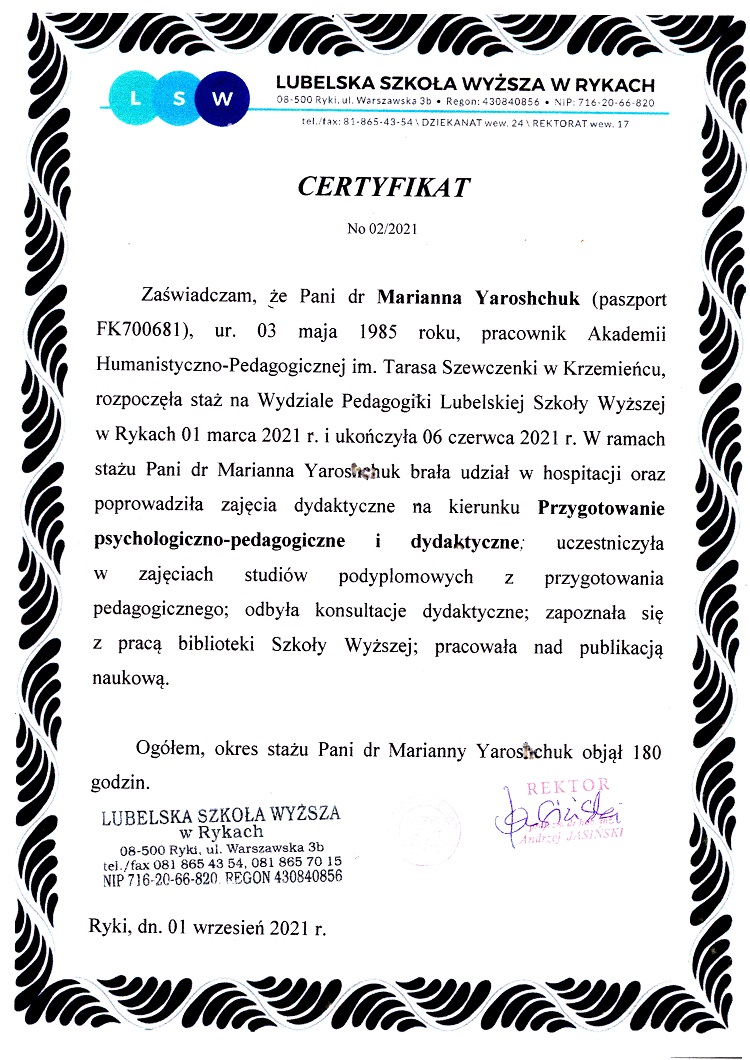 L S W
LUBELSKA SZKOŁA WYŻSZA W RYKACH
08-500 Ryki, ul. Warszawska 3b • Regon: 430840856 • NIP: 716-20-66-820
tel./fax: 81-865-43-54 \ DZIEKANAT wew. 24 \ REKTORAT wew. 17
CERTYFIKAT
No 02/2021
Zaświadczam, że Pani dr Marianna Yaroshchuk (paszport
FK700681), ur. 03 maja 1985 roku, pracownik Akademii
Humanistyczno-Pedagogicznej im. Tarasa Szewczenki w Krzemieńcu,
rozpoczęła staż na Wydziale Pedagogiki Lubelskiej Szkoły Wyższej
w Rykach 01 marca 2021 r. i ukończyła 06 czerwca 2021 r. W ramach
stażu Pani dr Marianna Yaroshchuk brała udział w hospitacji oraz
poprowadziła zajęcia dydaktyczne na kierunku Przygotowanie
psychologiczno-pedagogiczne i dydaktyczne; uczestniczyła
w zajęciach studiów podyplomowych z przygotowania
pedagogicznego; odbyła konsultacje dydaktyczne; zapoznała się
z pracą biblioteki Szkoły Wyższej; pracowała nad publikacją
naukową.
Ogółem, okres stażu Pani dr Marianny Yaroshchuk objął 180
godzin.
LUBELSKA SZKOŁA WYŻSZA
w Rykach
08-500 Ryki, ul. Warszawska 3b
tel./fax 081 865 43 54, 081 865 70 15
NIP 716-20-66-820, REGON 430840856
REKTOR
Andrzej JASIŃSKI
Ryki, dn. 01 wrzesień 2021 r.